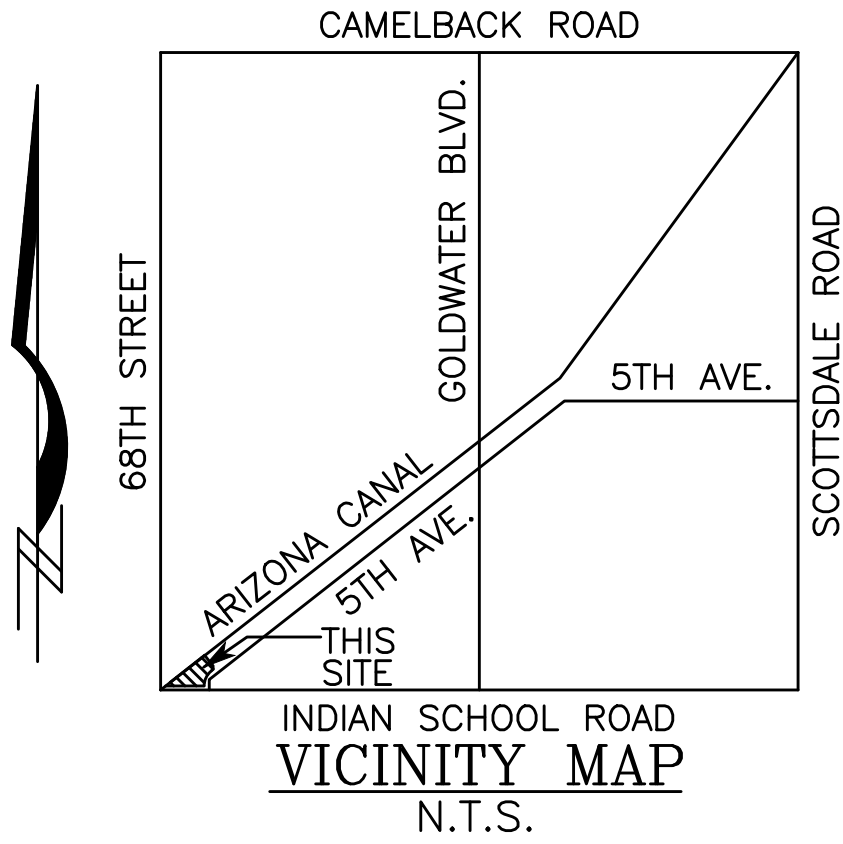 CAMELBACK ROAD
GOLDWATER BLVD.
68TH STREET
SCOTTSDALE ROAD
5TH AVE.
ARIZONA CANAL
5TH AVE.
THIS
SITE
INDIAN SCHOOL ROAD
VICINITY MAP
N.T.S.
N